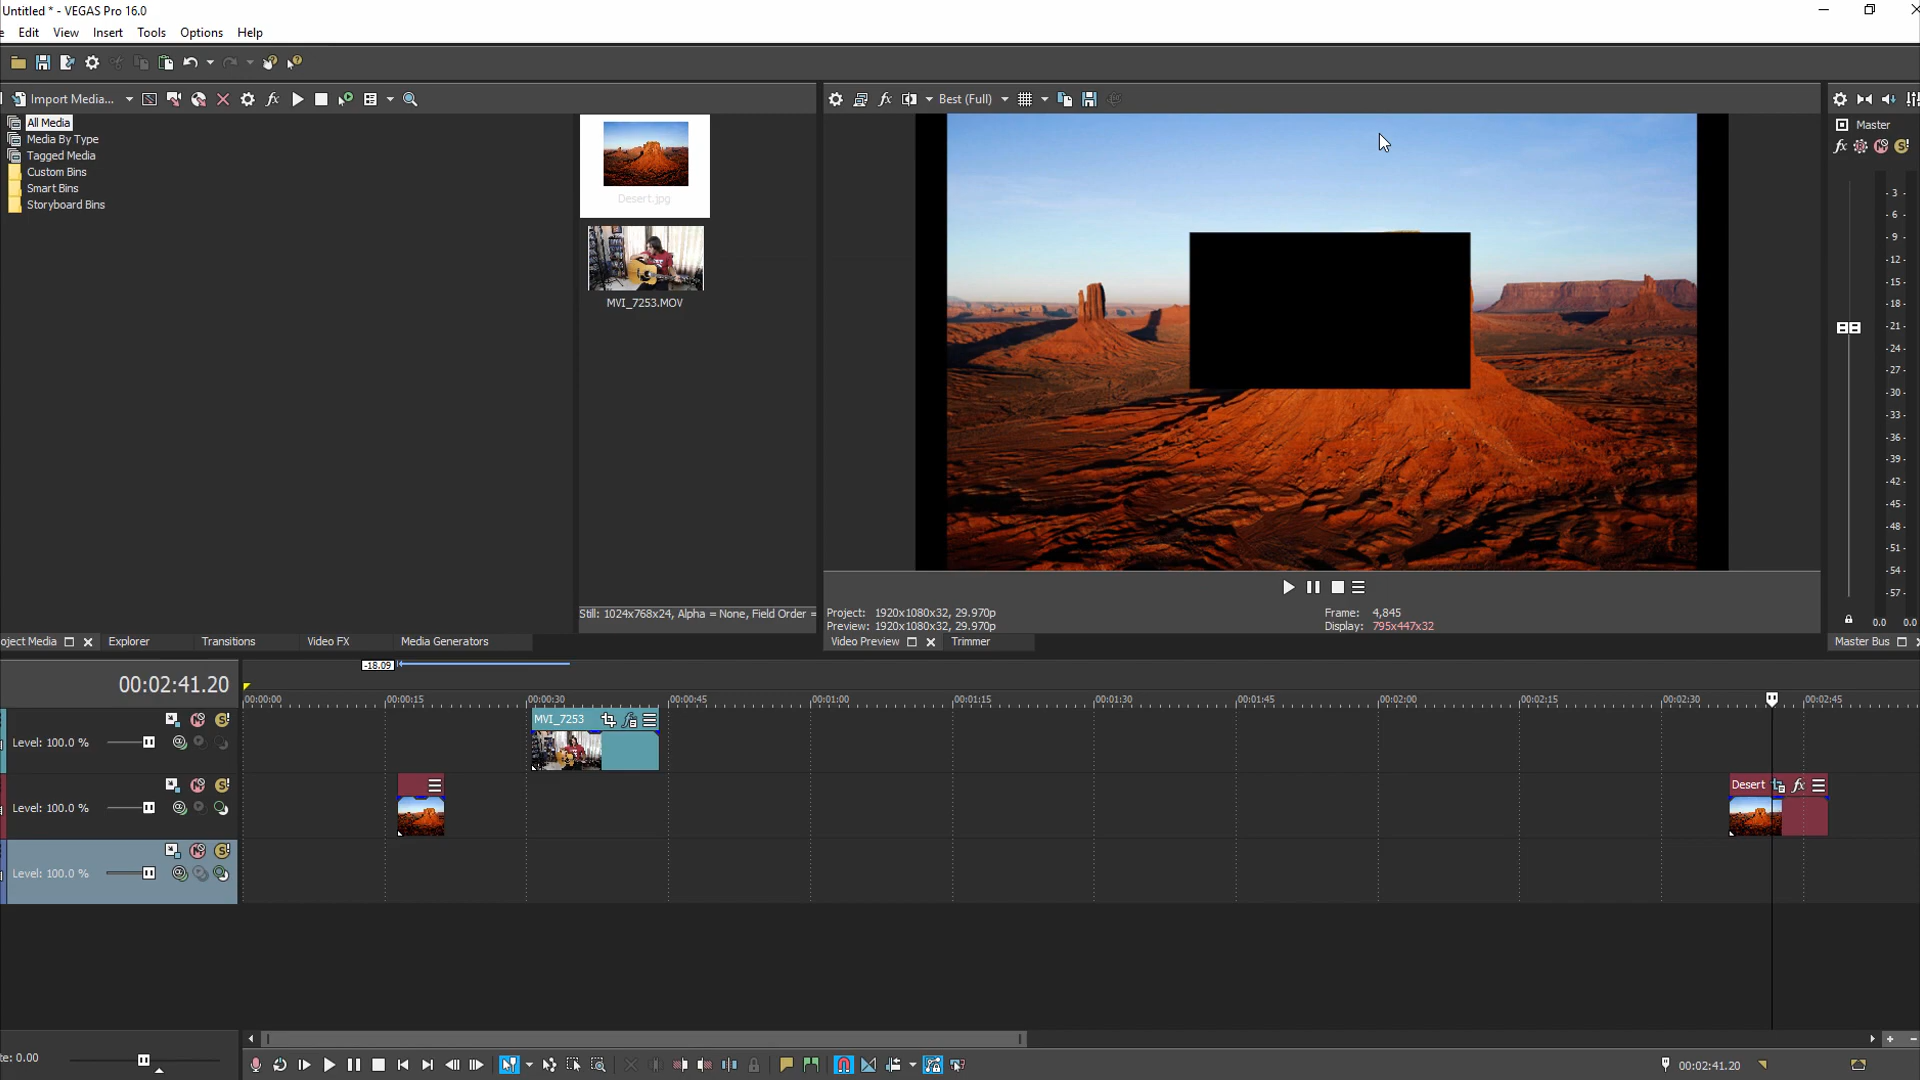 Untitled * - VEGAS Pro 16.0
Edit View Insert Tools Options Help
Import Media...
Best (Full)
All Media
Media By Type
Tagged Media
Custom Bins
Smart Bins
Storyboard Bins
Desert.jpg
MVI_7253.MOV
Master
- 3 -
- 6 -
- 9 -
- 12 -
- 15 -
- 18 -
- 21 -
- 24 -
- 27 -
- 30 -
- 33 -
- 36 -
- 39 -
- 42 -
- 45 -
- 48 -
- 51 -
- 54 -
- 57 -
0.0 0.0
Still: 1024x768x24, Alpha = None, Field Order =
Project: 1920x1080x32, 29.970p
Preview: 1920x1080x32, 29.970p
Frame: 4,845
Display: 795x447x32
oject Media Explorer Transitions Video FX Media Generators
Video Preview Trimmer
Master Bus
-18.09
00:02:41.20
00:00:00 00:00:15 00:00:30 00:00:45 00:01:00 00:01:15 00:01:30 00:01:45 00:02:00 00:02:15 00:02:30 00:02:45
Level: 100.0 %
MVI_7253
Level: 100.0 %
Desert
Level: 100.0 %
te: 0.00
00:02:41.20